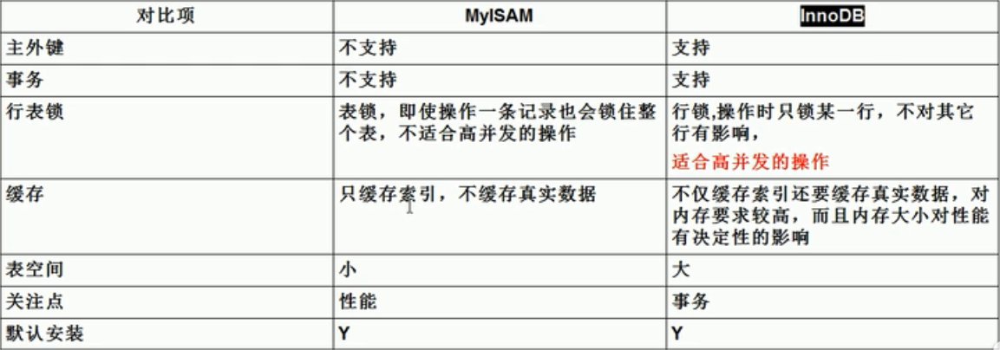 对比项 MyISAM InnoDB
主外键 不支持 支持
事务 不支持 支持
行表锁 表锁，即使操作一条记录也会锁住整 行锁,操作时只锁某一行，不对其它
个表，不适合高并发的操作 行有影响，
适合高并发的操作
缓存 只缓存索引，不缓存真实数据 不仅缓存索引还要缓存真实数据，对
内存要求较高，而且内存大小对性能
有决定性的影响
表空间 小 大
关注点 性能 事务
默认安装 Y Y